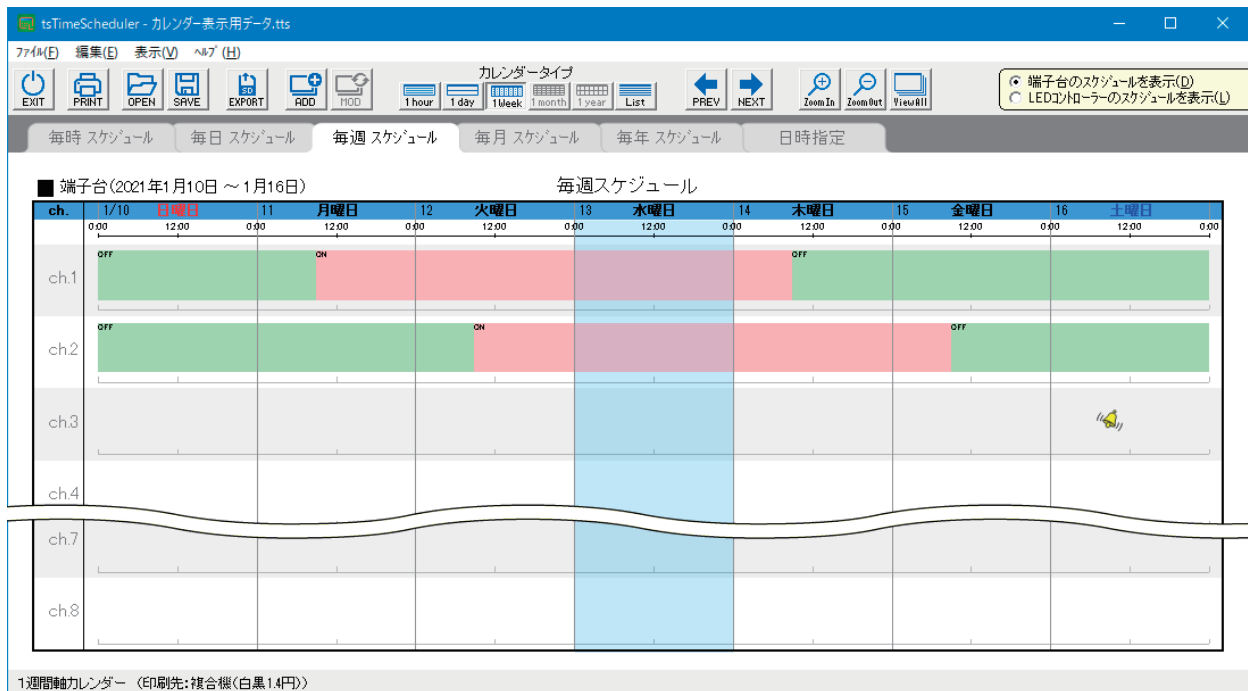 tsTimeScheduler - カレンダー表示用データ.tts
ﾌｧｲﾙ(F) 編集(E) 表示(V) ﾍﾙﾌﾟ(H)
カレンダータイプ
EXIT PRINT OPEN SAVE SD EXPORT ADD MOD 1 hour 1 day 1Week 1 month 1 year List PREV NEXT Zoom In Zoom Out View All
端子台のｽｹｼﾞｭｰﾙを表示(D)
LEDｺﾝﾄﾛｰﾗｰのｽｹｼﾞｭｰﾙを表示(L)
毎時 ｽｹｼﾞｭｰﾙ 毎日 ｽｹｼﾞｭｰﾙ 毎週 ｽｹｼﾞｭｰﾙ 毎月 ｽｹｼﾞｭｰﾙ 毎年 ｽｹｼﾞｭｰﾙ 日時指定
■ 端子台(2021年1月10日 ～ 1月16日) 毎週スケジュール
ch. 1/10 日曜日 11 月曜日 12 火曜日 13 水曜日 14 木曜日 15 金曜日 16 土曜日
0:00 12:00 0:00 12:00 0:00 12:00 0:00 12:00 0:00 12:00 0:00 12:00 0:00 12:00 0:00
OFF ON OFF
ch.1
OFF ON OFF
ch.2
ch.3
ch.4
ch.7
ch.8
1週間軸カレンダー (印刷先:複合機(白黒1.4円))